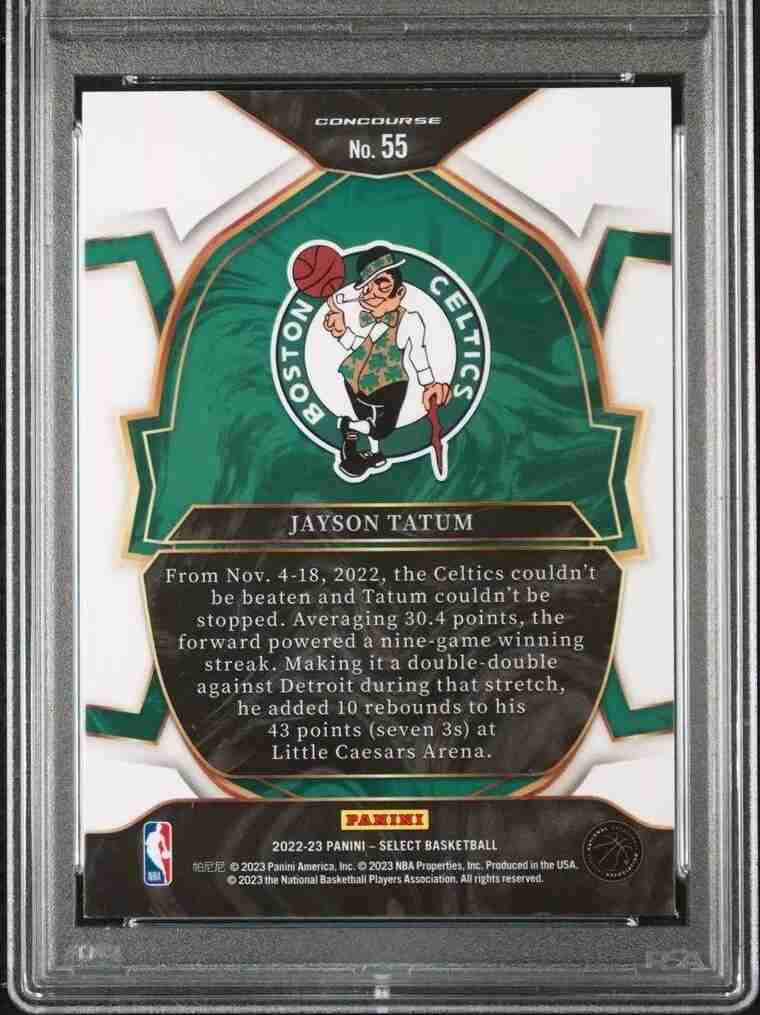 CONCOURSE
No. 55
BOSTON CELTICS
JAYSON TATUM
From Nov. 4-18, 2022, the Celtics couldn't
be beaten and Tatum couldn't be
stopped. Averaging 30.4 points, the
forward powered a nine-game winning
streak. Making it a double-double
against Detroit during that stretch,
he added 10 rebounds to his
43 points (seven 3s) at
Little Caesars Arena.
PANINI
2022-23 PANINI – SELECT BASKETBALL
NBA
帕尼尼 © 2023 Panini America, Inc. © 2023 NBA Properties, Inc. Produced in the USA.
© 2023 the National Basketball Players Association. All rights reserved.
PSA